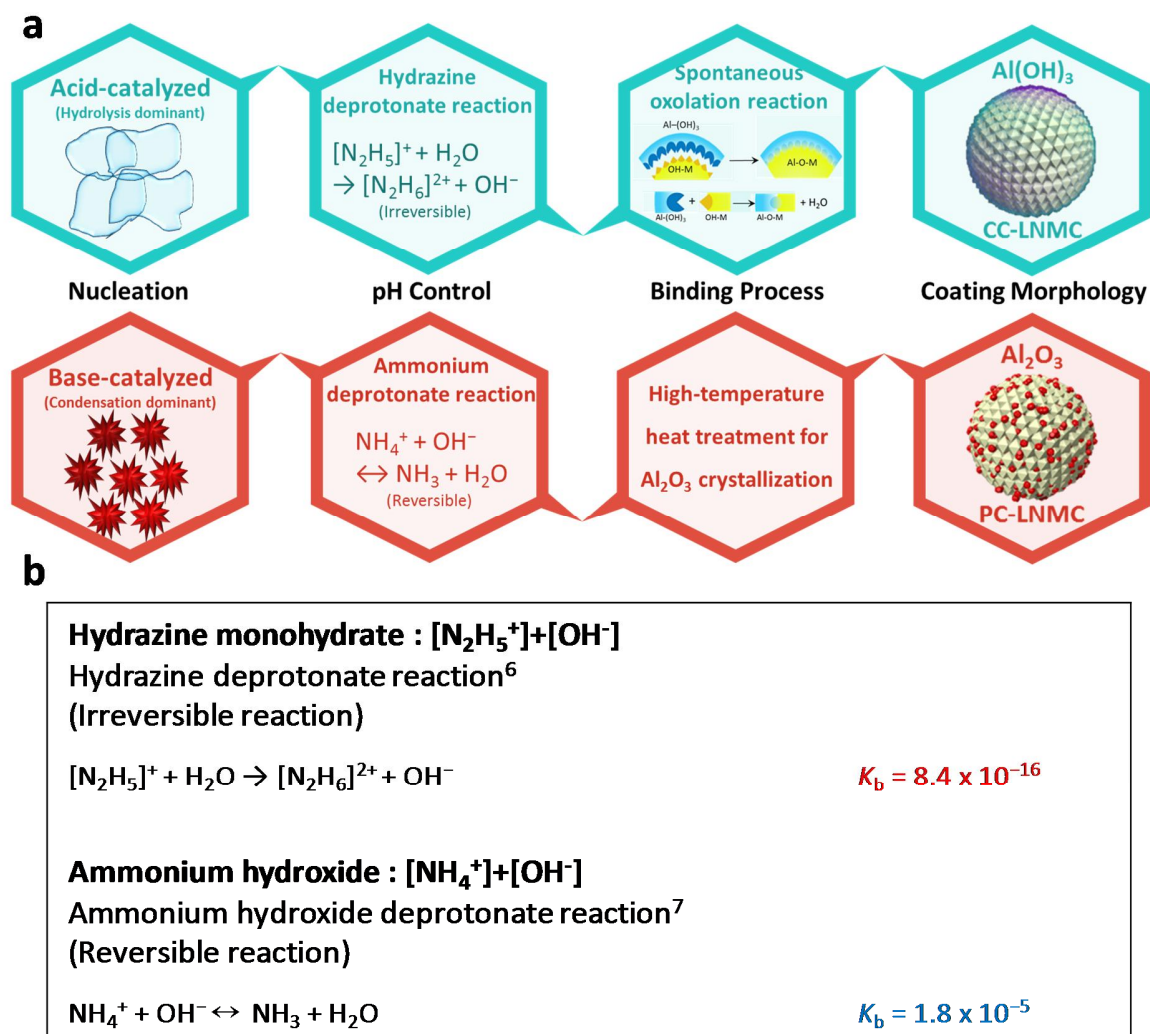 a
Acid-catalyzed
(Hydrolysis dominant)
Hydrazine
deprotonate reaction
[N₂H₅]⁺ + H₂O
→ [N₂H₆]²⁺ + OH⁻
(Irreversible)
Spontaneous
oxolation reaction
Al–(OH)₃
OH-M
Al-O-M
+
+ H₂O
Al-(OH)₃
OH-M
Al-O-M
Al(OH)₃
CC-LNMC
Nucleation
pH Control
Binding Process
Coating Morphology
Base-catalyzed
(Condensation dominant)
Ammonium
deprotonate reaction
NH₄⁺ + OH⁻
↔ NH₃ + H₂O
(Reversible)
High-temperature
heat treatment for
Al₂O₃ crystallization
Al₂O₃
PC-LNMC
b
Hydrazine monohydrate : [N₂H₅⁺]+[OH⁻]
Hydrazine deprotonate reaction⁶
(Irreversible reaction)
[N₂H₅]⁺ + H₂O → [N₂H₆]²⁺ + OH⁻ K_b = 8.4 x 10⁻¹⁶
Ammonium hydroxide : [NH₄⁺]+[OH⁻]
Ammonium hydroxide deprotonate reaction⁷
(Reversible reaction)
NH₄⁺ + OH⁻ ↔ NH₃ + H₂O K_b = 1.8 x 10⁻⁵